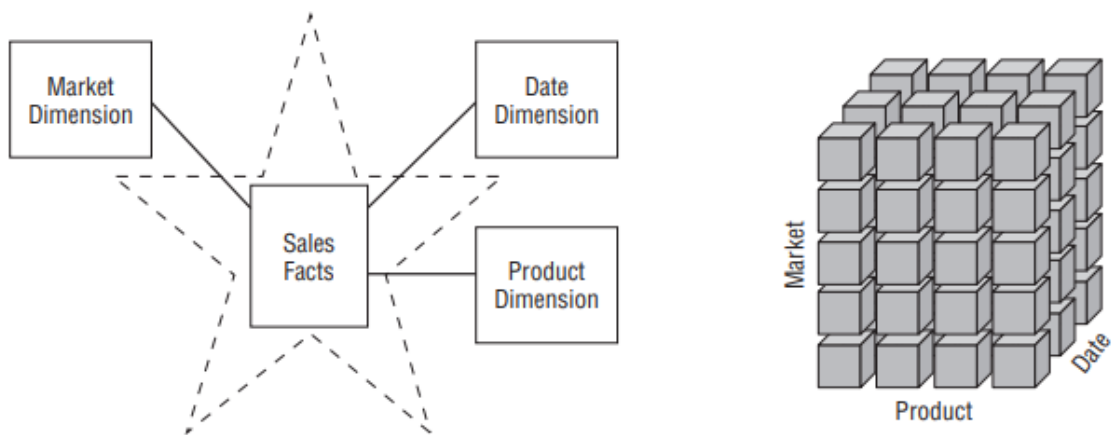 Market
Dimension
Date
Dimension
Sales
Facts
Product
Dimension
Market
Product
Date